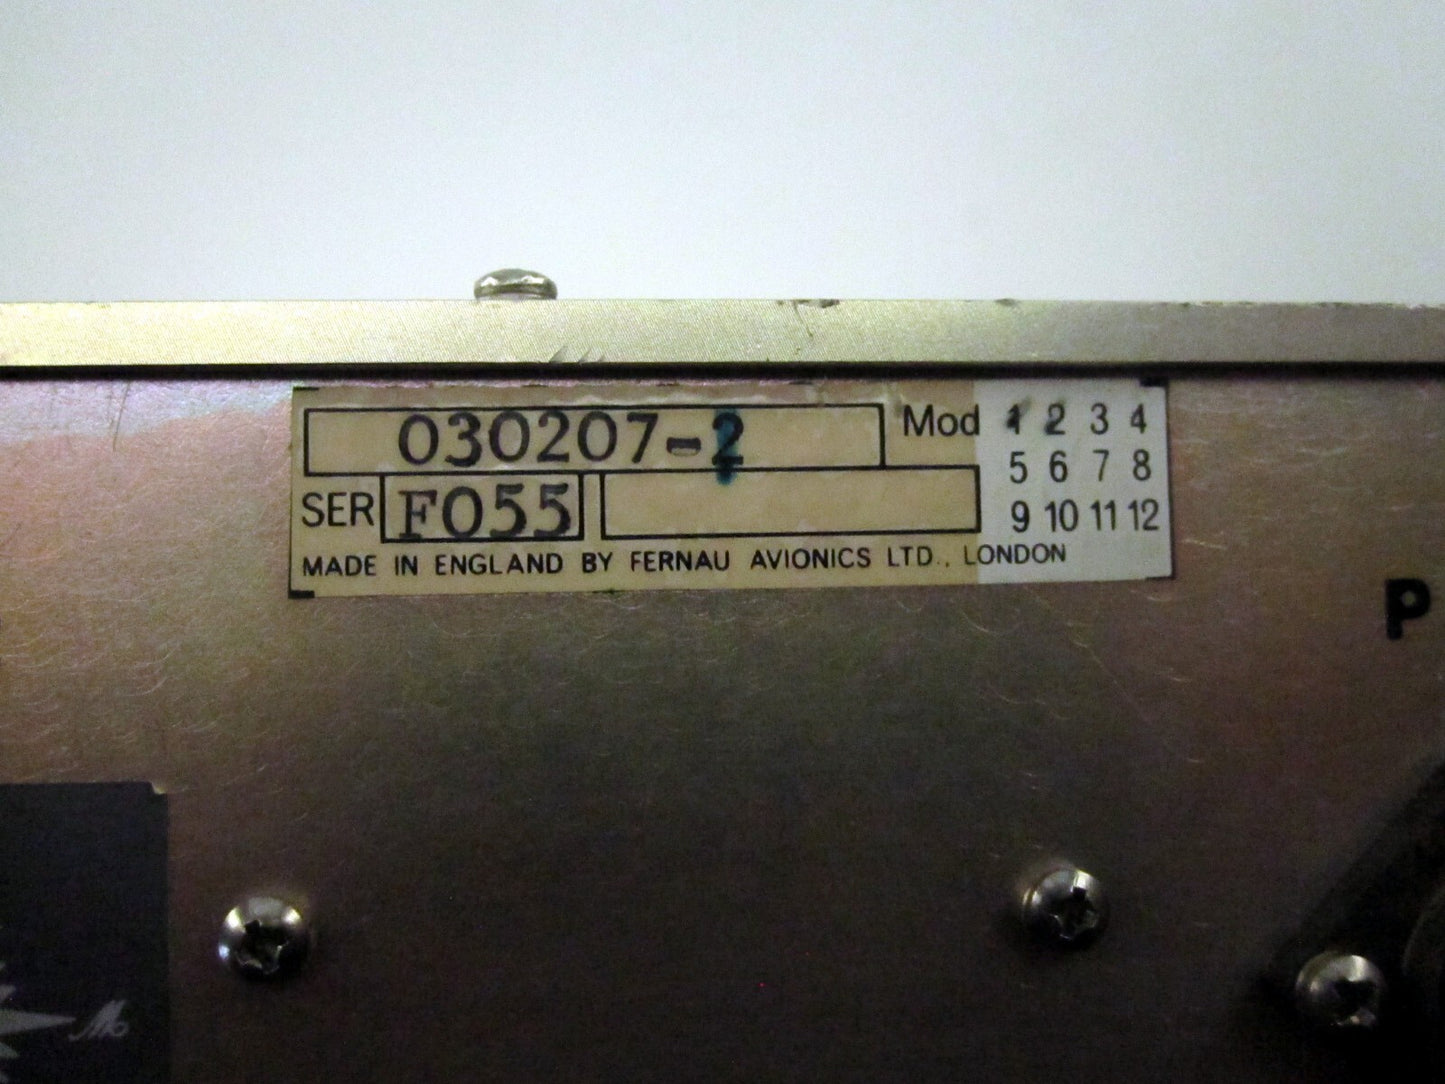 030207-2 Mod 1 2 3 4
5 6 7 8
SER F055
9 10 11 12
MADE IN ENGLAND BY FERNAU AVIONICS LTD., LONDON
P
Mo